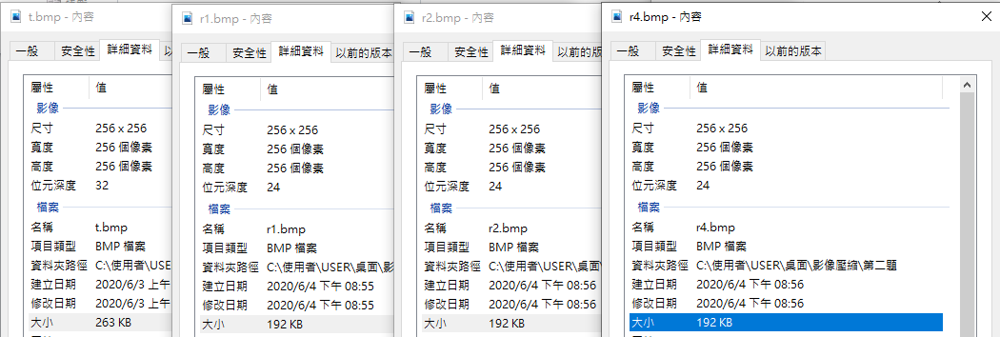 t.bmp - 內容
一般 安全性 詳細資料 以
屬性 值
影像
尺寸 256 x 256
寬度 256 個像素
高度 256 個像素
位元深度 32
檔案
名稱 t.bmp
項目類型 BMP 檔案
資料夾路徑 C:\使用者\USE
建立日期 2020/6/3 上午
修改日期 2020/6/3 上午
大小 263 KB
r1.bmp - 內容
一般 安全性 詳細資料 以前的版本
屬性 值
影像
尺寸 256 x 256
寬度 256 個像素
高度 256 個像素
位元深度 24
檔案
名稱 r1.bmp
項目類型 BMP 檔案
資料夾路徑 C:\使用者\USER\桌面\影
建立日期 2020/6/4 下午 08:55
修改日期 2020/6/4 下午 08:55
大小 192 KB
r2.bmp - 內容
一般 安全性 詳細資料 以前的版
屬性 值
影像
尺寸 256 x 256
寬度 256 個像素
高度 256 個像素
位元深度 24
檔案
名稱 r2.bmp
項目類型 BMP 檔案
資料夾路徑 C:\使用者\USER\桌面\影
建立日期 2020/6/4 下午 08:56
修改日期 2020/6/4 下午 08:56
大小 192 KB
r4.bmp - 內容
一般 安全性 詳細資料 以前的版本
屬性 值
影像
尺寸 256 x 256
寬度 256 個像素
高度 256 個像素
位元深度 24
檔案
名稱 r4.bmp
項目類型 BMP 檔案
資料夾路徑 C:\使用者\USER\桌面\影像壓縮\第二題
建立日期 2020/6/4 下午 08:56
修改日期 2020/6/4 下午 08:56
大小 192 KB